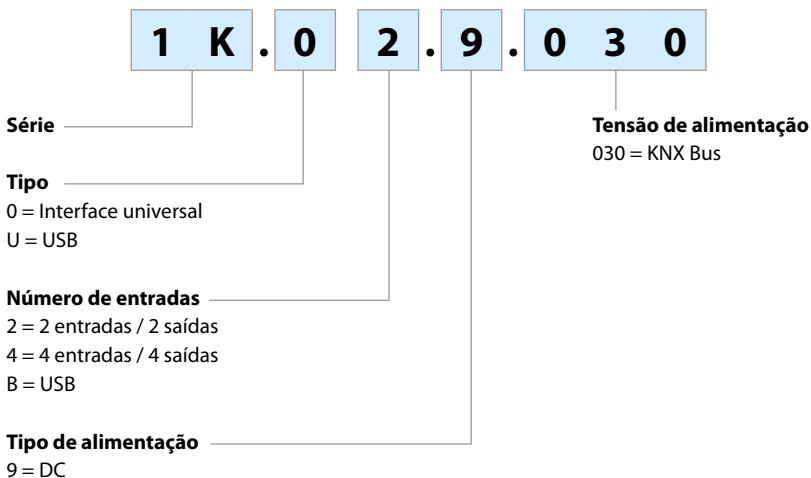 1 K . 0 2 . 9 . 0 3 0
Série
Tensão de alimentação
030 = KNX Bus
Tipo
0 = Interface universal
U = USB
Número de entradas
2 = 2 entradas / 2 saídas
4 = 4 entradas / 4 saídas
B = USB
Tipo de alimentação
9 = DC